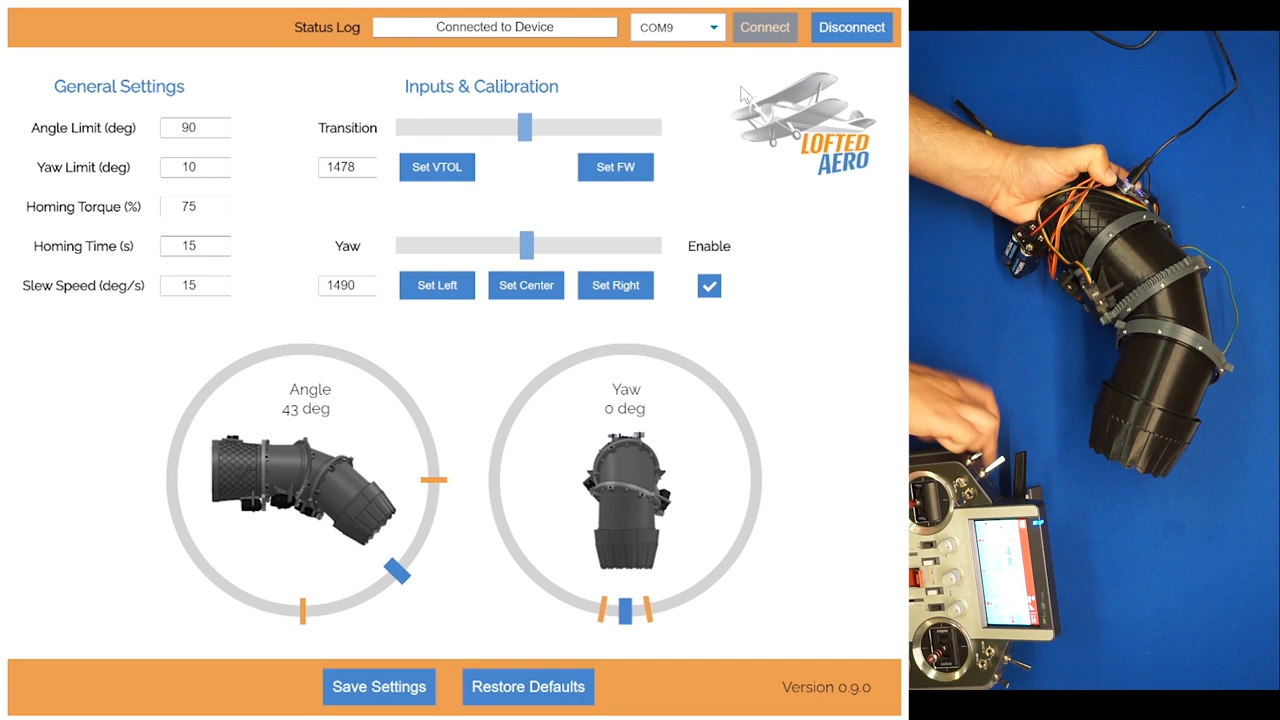 Status Log
Connected to Device
COM9
Connect
Disconnect
General Settings
Inputs & Calibration
LOFTED
AERO
Angle Limit (deg)
90
Transition
Yaw Limit (deg)
10
1478
Set VTOL
Set FW
Homing Torque (%)
75
Homing Time (s)
15
Yaw
Enable
Slew Speed (deg/s)
15
1490
Set Left
Set Center
Set Right
Angle
43 deg
Yaw
0 deg
Save Settings
Restore Defaults
Version 0.9.0